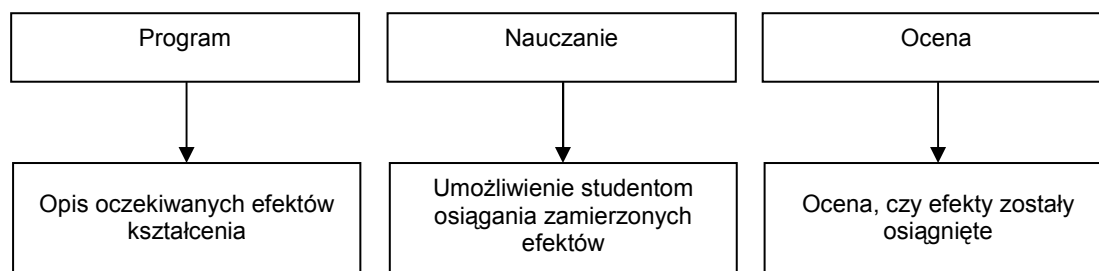 Program
Nauczanie
Ocena
Opis oczekiwanych efektów
kształcenia
Umożliwienie studentom
osiągania zamierzonych
efektów
Ocena, czy efekty zostały
osiągnięte